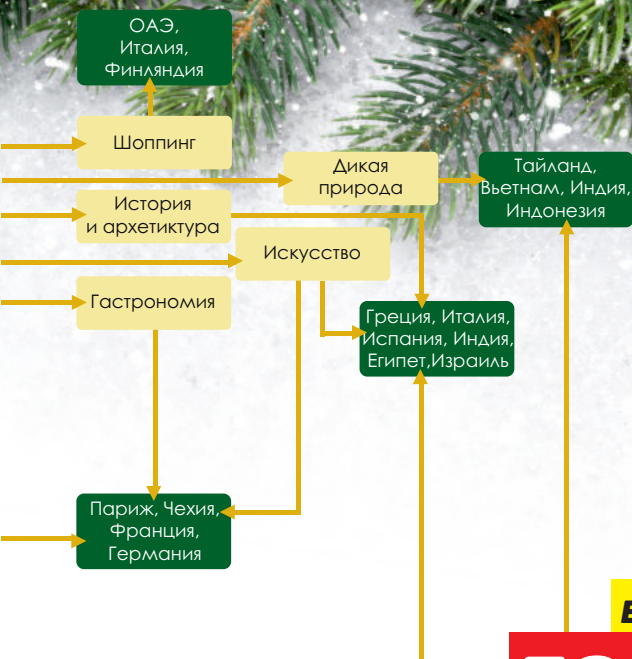 ОАЭ,
Италия,
Финляндия
Шоппинг
Дикая
природа
Тайланд,
Вьетнам, Индия,
Индонезия
История
и архетиктура
Искусство
Гастрономия
Греция, Италия,
Испания, Индия,
Египет,Израиль
Париж, Чехия,
Франция,
Германия